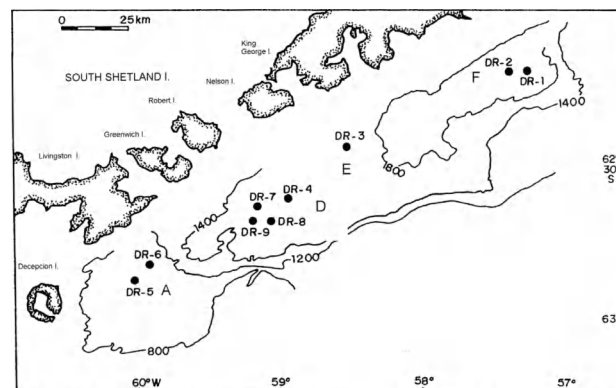 0 25 km
King
George I.
SOUTH SHETLAND I.
Nelson I.
Robert I.
Greenwich I.
Livingston I.
Decepcion I.
F
DR-2
DR-1
1400
DR-3
E
1800
62
30
S
DR-4
DR-7
D
DR-8
DR-9
1400
1200
DR-6
DR-5
A
800
63
60°W
59°
58°
57°